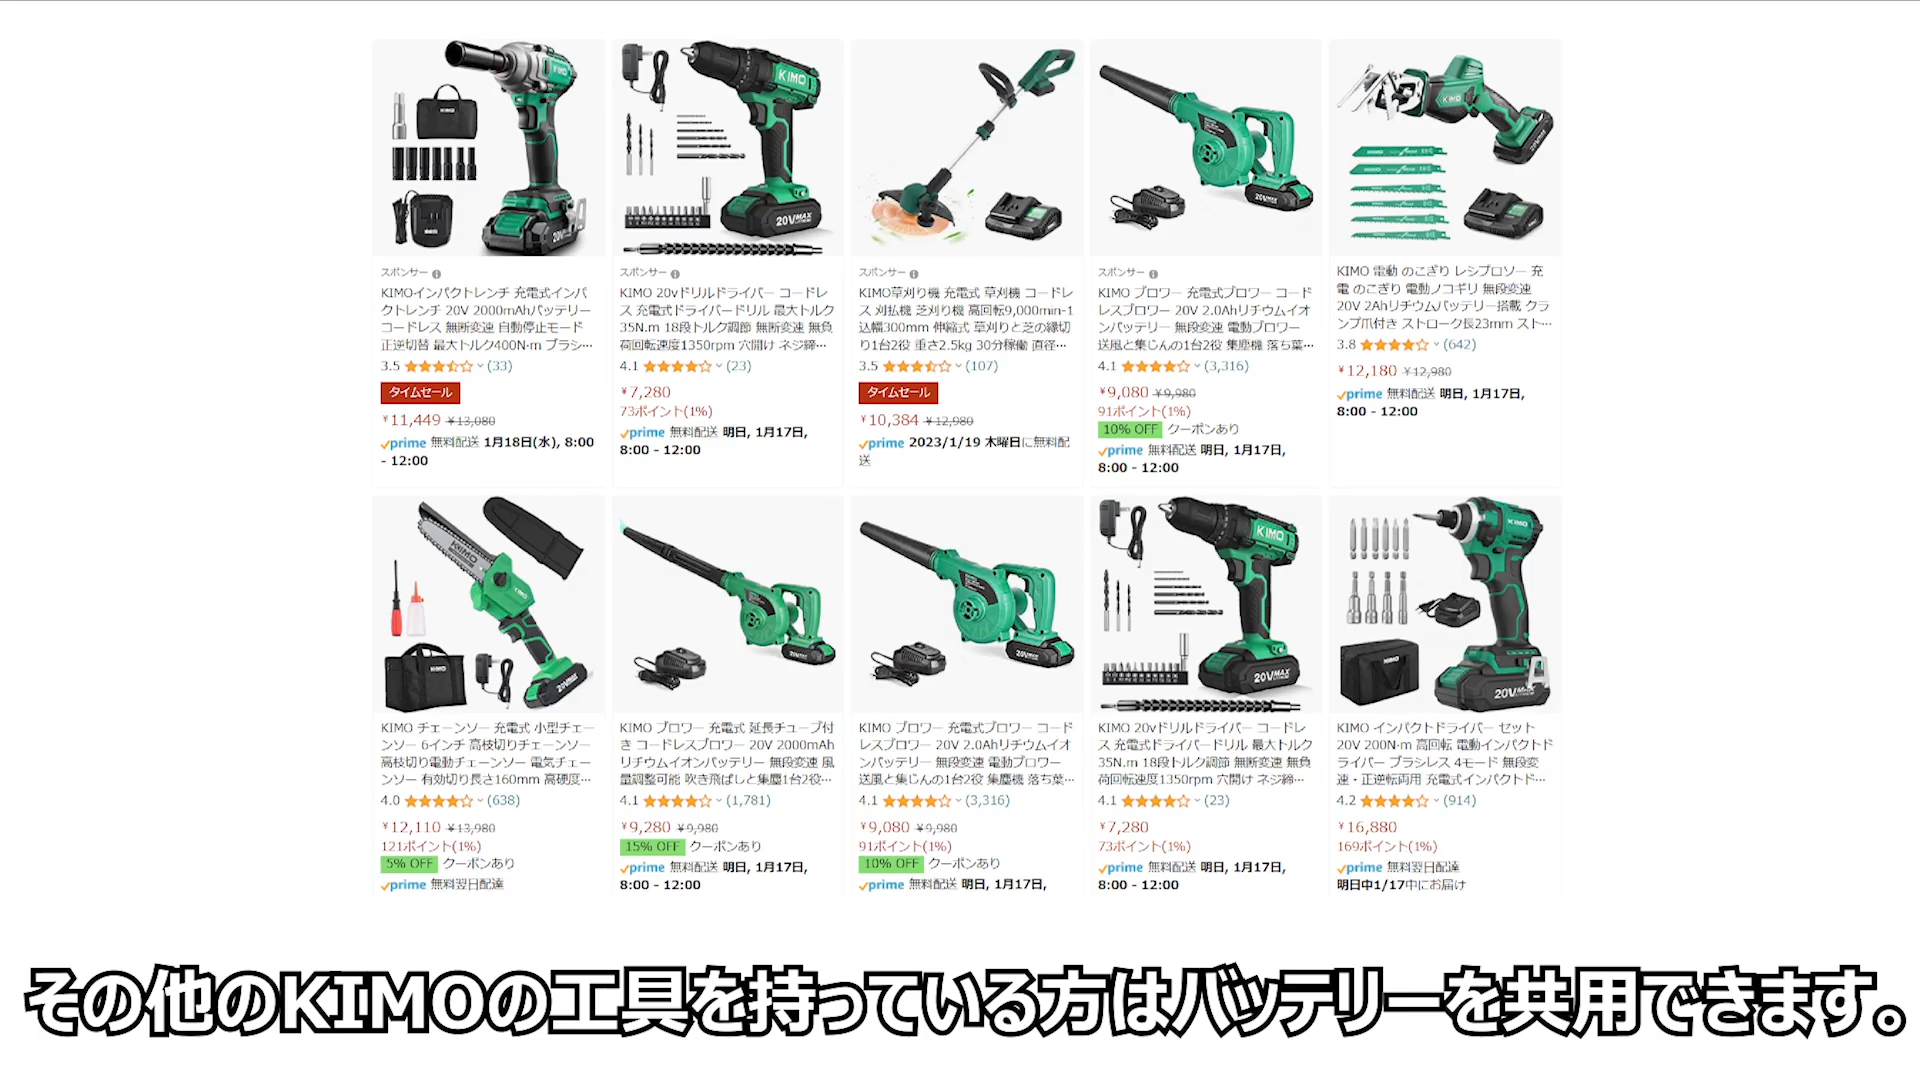 スポンサー
KIMOインパクトレンチ 充電式インパ
クトレンチ 20V 2000mAhバッテリー
コードレス 無断変速 自動停止モード
正逆切替 最大トルク400N·m ブラシ…
3.5 (33)
タイムセール
¥11,449 ¥13,080
prime 無料配送 1月18日(水), 8:00
- 12:00
スポンサー
KIMO 20vドリルドライバー コードレ
ス 充電式ドライバードリル 最大トルク
35N.m 18段トルク調節 無断変速 無負
荷回転速度1350rpm 穴開け ネジ締…
4.1 (23)
¥7,280
73ポイント(1%)
prime 無料配送 明日, 1月17日,
8:00 - 12:00
スポンサー
KIMO草刈り機 充電式 草刈機 コードレ
ス 刈払機 芝刈り機 高回転9,000min-1
込幅300mm 伸縮式 草刈りと芝の縁切
り1台2役 重さ2.5kg 30分稼働 直径…
3.5 (107)
タイムセール
¥10,384 ¥12,980
prime 2023/1/19 木曜日に無料配
送
スポンサー
KIMO ブロワー 充電式ブロワー コード
レスブロワー 20V 2.0Ahリチウムイオ
ンバッテリー 無段変速 電動ブロワー
送風と集じんの1台2役 集塵機 落ち葉…
4.1 (3,316)
¥9,080 ¥9,980
91ポイント(1%)
10% OFF クーポンあり
prime 無料配送 明日, 1月17日,
8:00 - 12:00
KIMO 電動 のこぎり レシプロソー 充
電 のこぎり 電動ノコギリ 無段変速
20V 2Ahリチウムバッテリー搭載 クラ
ンプ爪付き ストローク長23mm スト…
3.8 (642)
¥12,180 ¥12,980
prime 無料配送 明日, 1月17日,
8:00 - 12:00
KIMO チェーンソー 充電式 小型チェー
ンソー 6インチ 高枝切りチェーンソー
高枝切り電動チェーンソー 電気チェー
ンソー 有効切り長さ160mm 高硬度…
4.0 (638)
¥12,110 ¥13,980
121ポイント(1%)
5% OFF クーポンあり
prime 無料翌日配達
KIMO ブロワー 充電式 延長チューブ付
き コードレスブロワー 20V 2000mAh
リチウムイオンバッテリー 無段変速 風
量調整可能 吹き飛ばしと集塵1台2役…
4.1 (1,781)
¥9,280 ¥9,980
15% OFF クーポンあり
prime 無料配送 明日, 1月17日,
8:00 - 12:00
KIMO ブロワー 充電式ブロワー コード
レスブロワー 20V 2.0Ahリチウムイオ
ンバッテリー 無段変速 電動ブロワー
送風と集じんの1台2役 集塵機 落ち葉…
4.1 (3,316)
¥9,080 ¥9,980
91ポイント(1%)
10% OFF クーポンあり
prime 無料配送 明日, 1月17日,
KIMO 20vドリルドライバー コードレ
ス 充電式ドライバードリル 最大トルク
35N.m 18段トルク調節 無断変速 無負
荷回転速度1350rpm 穴開け ネジ締…
4.1 (23)
¥7,280
73ポイント(1%)
prime 無料配送 明日, 1月17日,
8:00 - 12:00
KIMO インパクトドライバー セット
20V 200N·m 高回転 電動インパクトド
ライバー ブラシレス 4モード 無段変
速・正逆転両用 充電式インパクトド…
4.2 (914)
¥16,880
169ポイント(1%)
prime 無料翌日配達
明日中1/17中にお届け
その他のKIMOの工具を持っている方はバッテリーを共用できます。